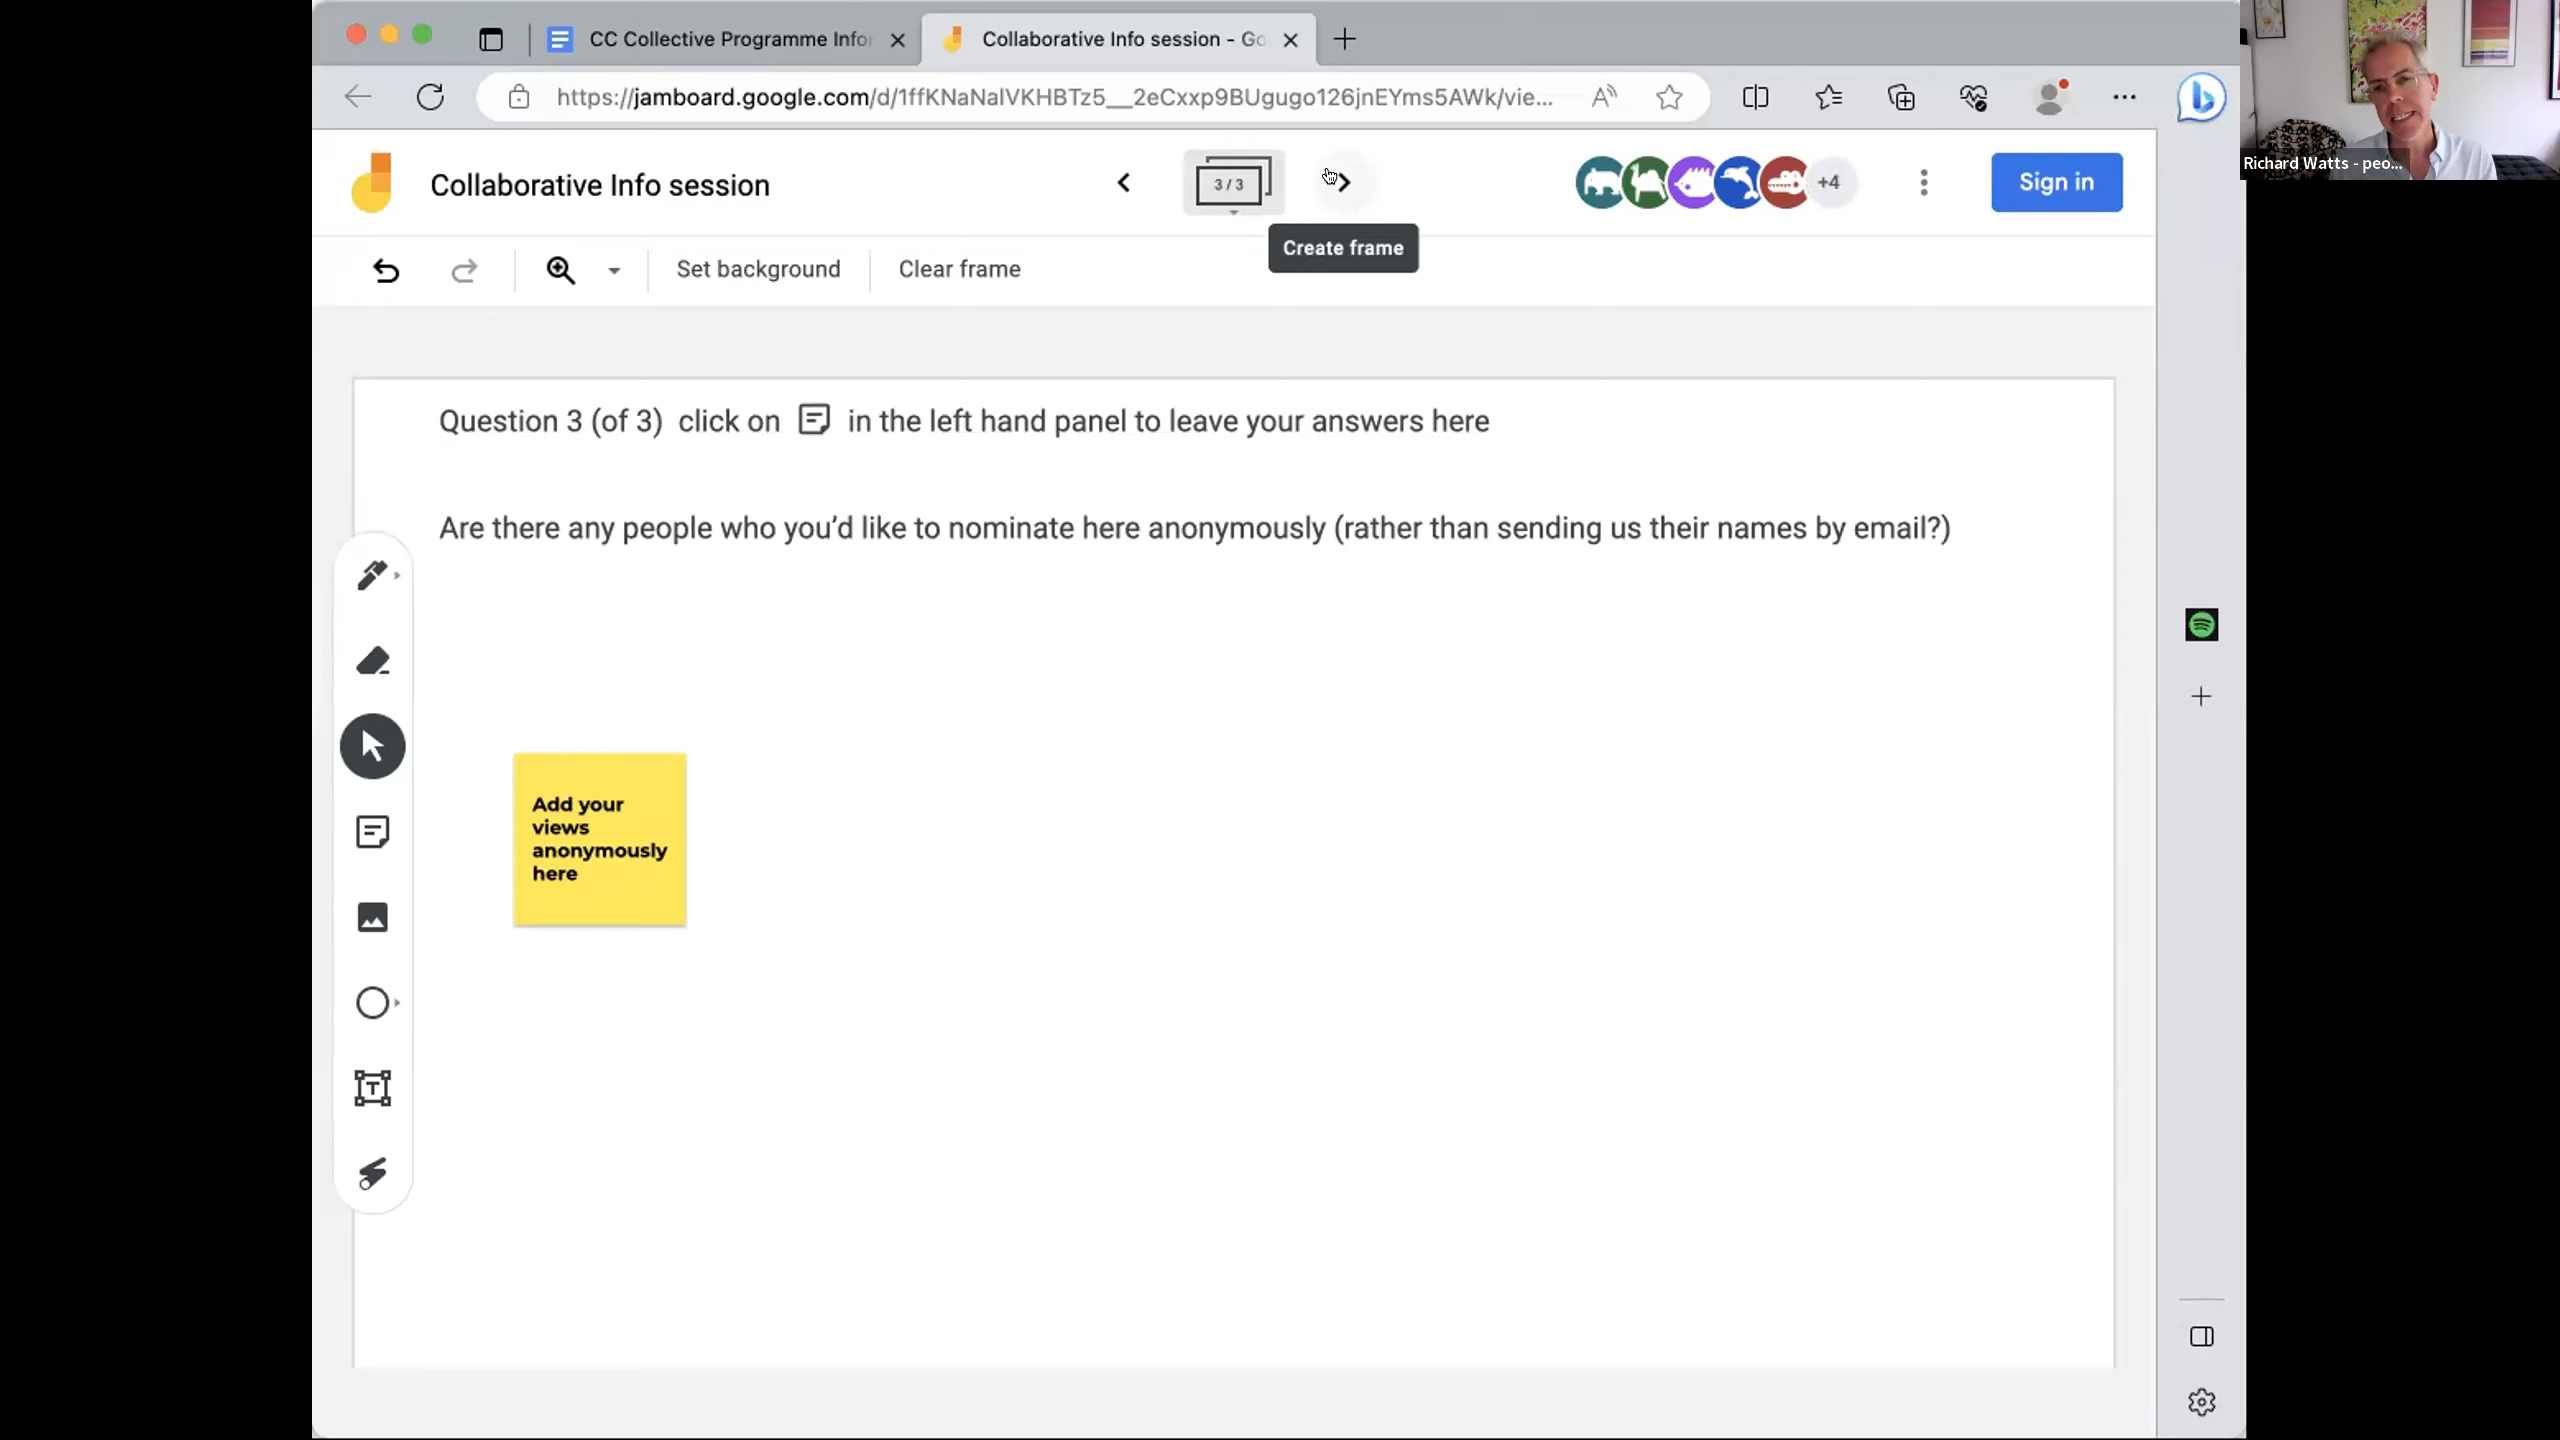 CC Collective Programme Infor
Collaborative Info session - Go
https://jamboard.google.com/d/1ffKNaNalVKHBTz5__2eCxxp9BUgugo126jnEYms5AWk/vie...
Richard Watts - peo...
Collaborative Info session
3 / 3
+4
Sign in
Create frame
Set background
Clear frame
Question 3 (of 3) click on in the left hand panel to leave your answers here
Are there any people who you’d like to nominate here anonymously (rather than sending us their names by email?)
Add your
views
anonymously
here